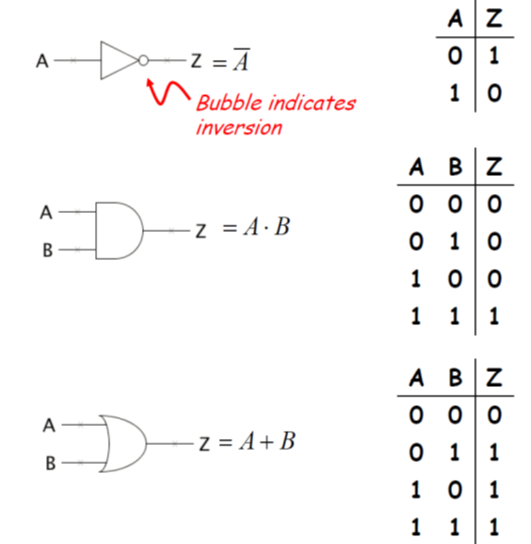 A Z
A Z = A̅ 0 1
1 0
Bubble indicates
inversion
A B Z
A 0 0 0
Z = A · B 0 1 0
B 1 0 0
1 1 1
A B Z
A 0 0 0
Z = A + B 0 1 1
B 1 0 1
1 1 1